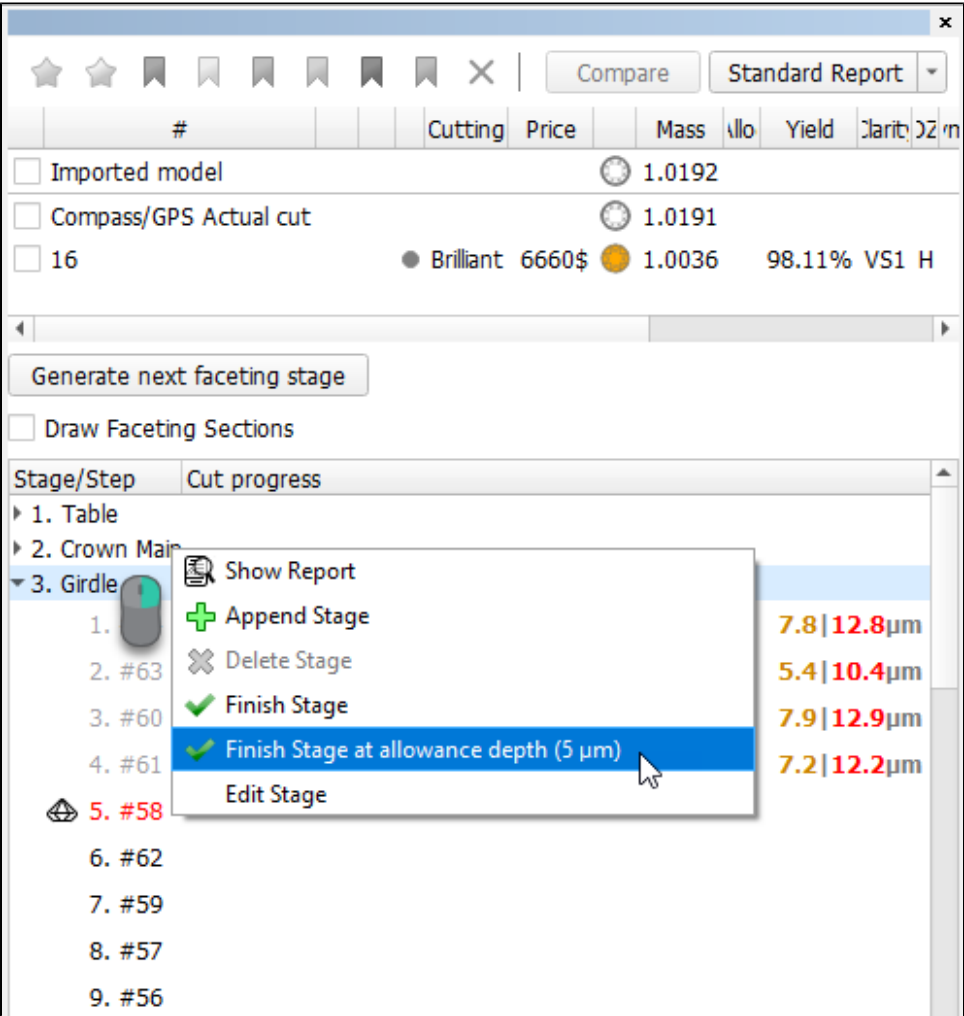 Compare Standard Report
# Cutting Price Mass Yield
Imported model 1.0192
Compass/GPS Actual cut 1.0191
16 Brilliant 6660$ 1.0036 98.11% VS1 H
Generate next faceting stage
Draw Faceting Sections
Stage/Step Cut progress
1. Table
2. Crown Main
3. Girdle
Show Report
Append Stage
Delete Stage
Finish Stage
Finish Stage at allowance depth (5 µm)
Edit Stage
1. 7.8|12.8µm
2. #63 5.4|10.4µm
3. #60 7.9|12.9µm
4. #61 7.2|12.2µm
5. #58
6. #62
7. #59
8. #57
9. #56